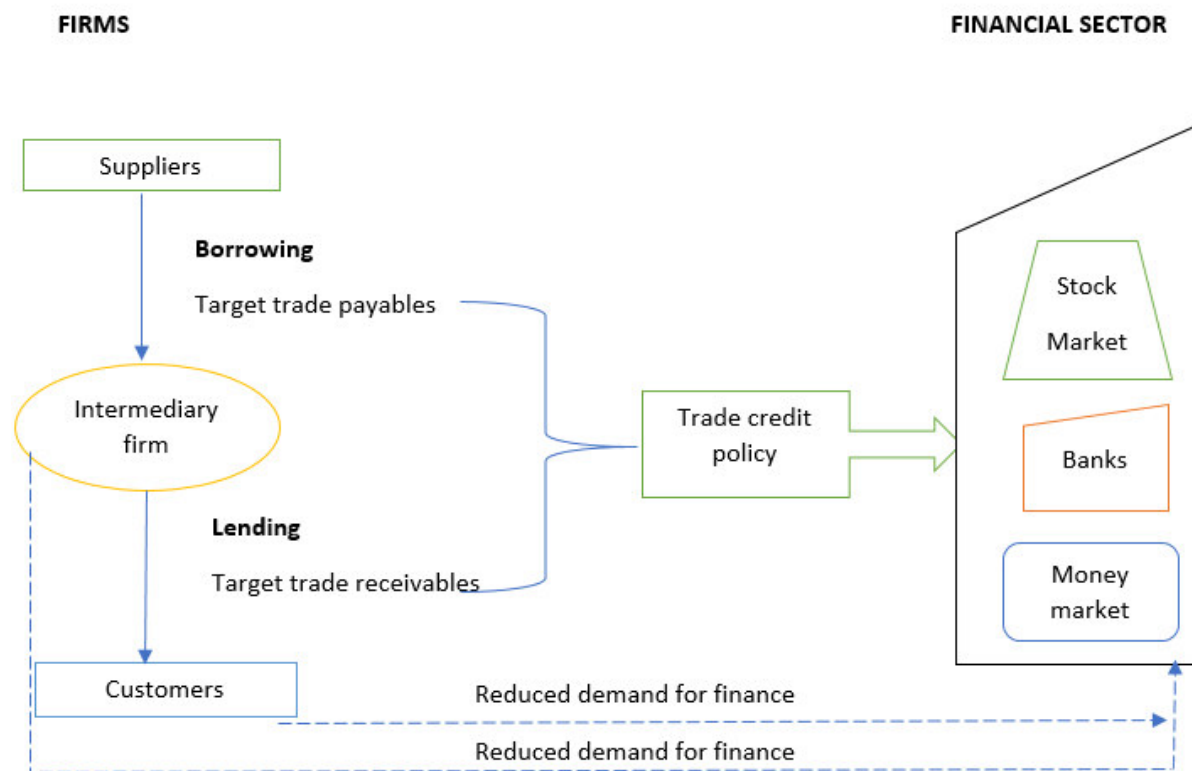 FIRMS
FINANCIAL SECTOR
Suppliers
Borrowing
Target trade payables
Intermediary
firm
Lending
Target trade receivables
Customers
Trade credit
policy
Stock
Market
Banks
Money
market
Reduced demand for finance
Reduced demand for finance